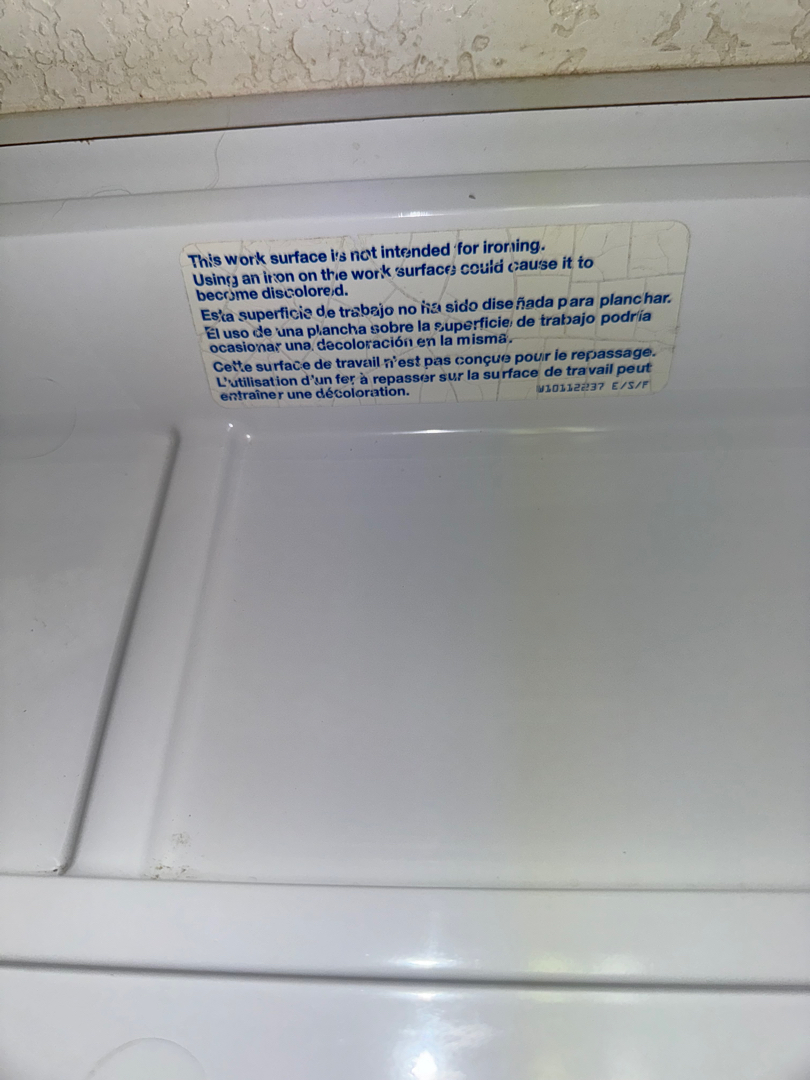 This work surface is not intended for ironing.
Using an iron on the work surface could cause it to
become discolored.
Esta superficie de trabajo no ha sido diseñada para planchar.
El uso de una plancha sobre la superficie de trabajo podría
ocasionar una decoloración en la misma.
Cette surface de travail n'est pas conçue pour le repassage.
L'utilisation d'un fer à repasser sur la surface de travail peut
entraîner une décoloration.
W10112237 E/S/F